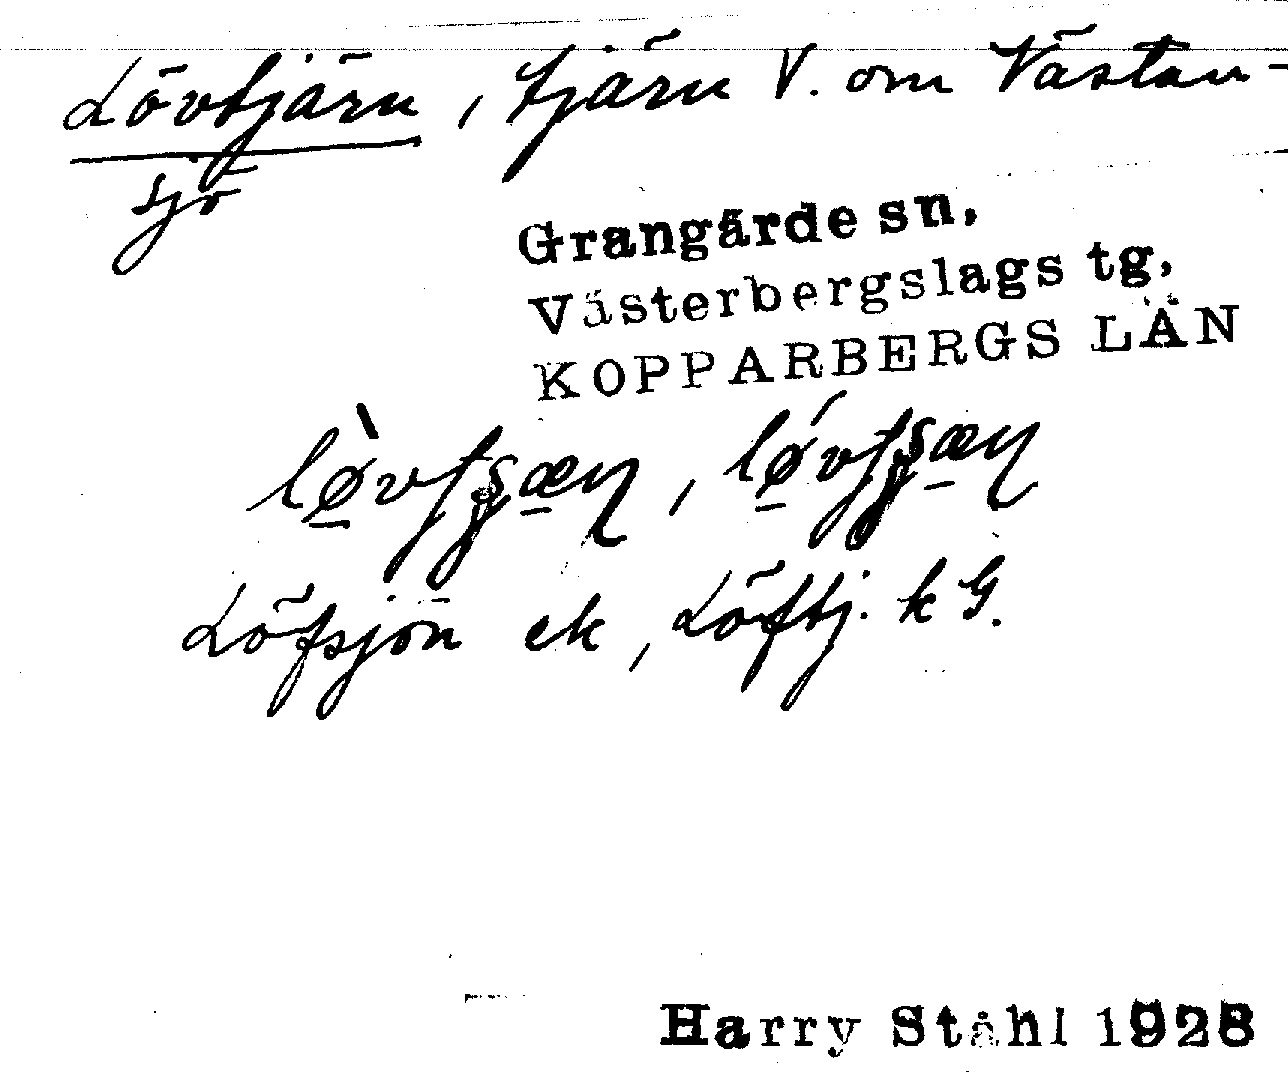 Lövtjärn, tjärn V. om Västan-
sjö
Grangärde sn,
Västerbergslags tg,
KOPPARBERGS LÄN
Löfsjön ek, Löftj. k G.
Harry Ståhl 1928